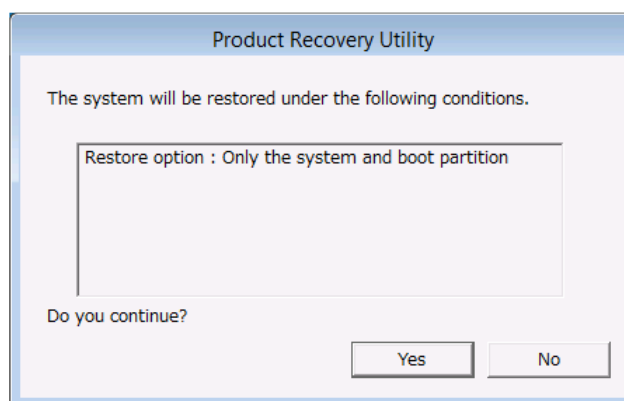 Product Recovery Utility
The system will be restored under the following conditions.
Restore option : Only the system and boot partition
Do you continue?
Yes
No